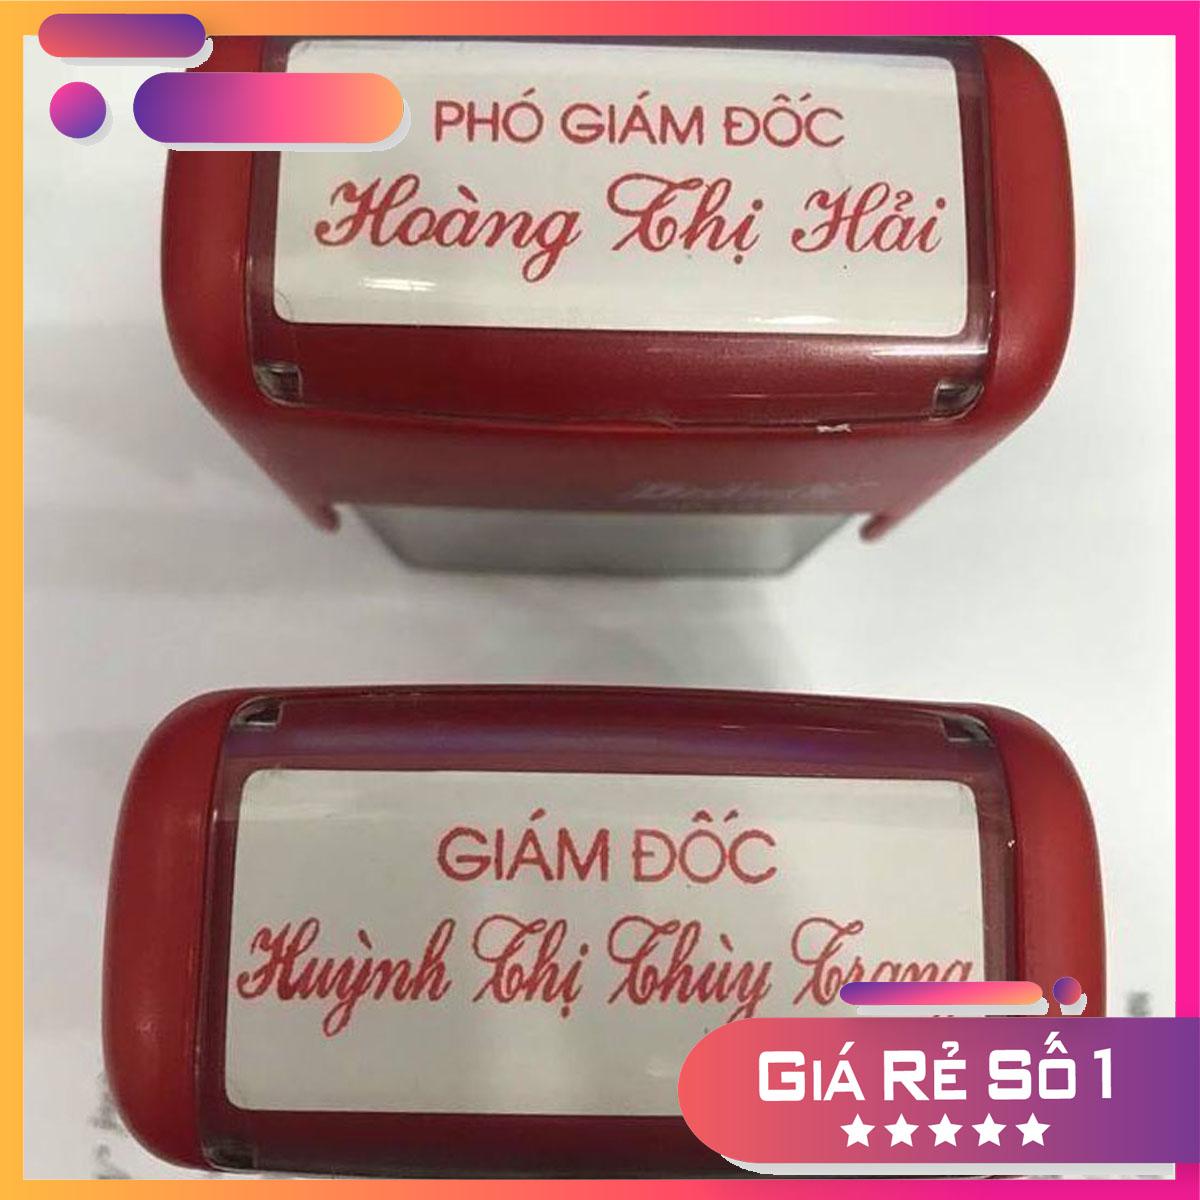 PHÓ GIÁM ĐỐC
Hoàng Thị Hải
GIÁM ĐỐC
Huỳnh Thị Thùy Trang
GIÁ RẺ SỐ 1